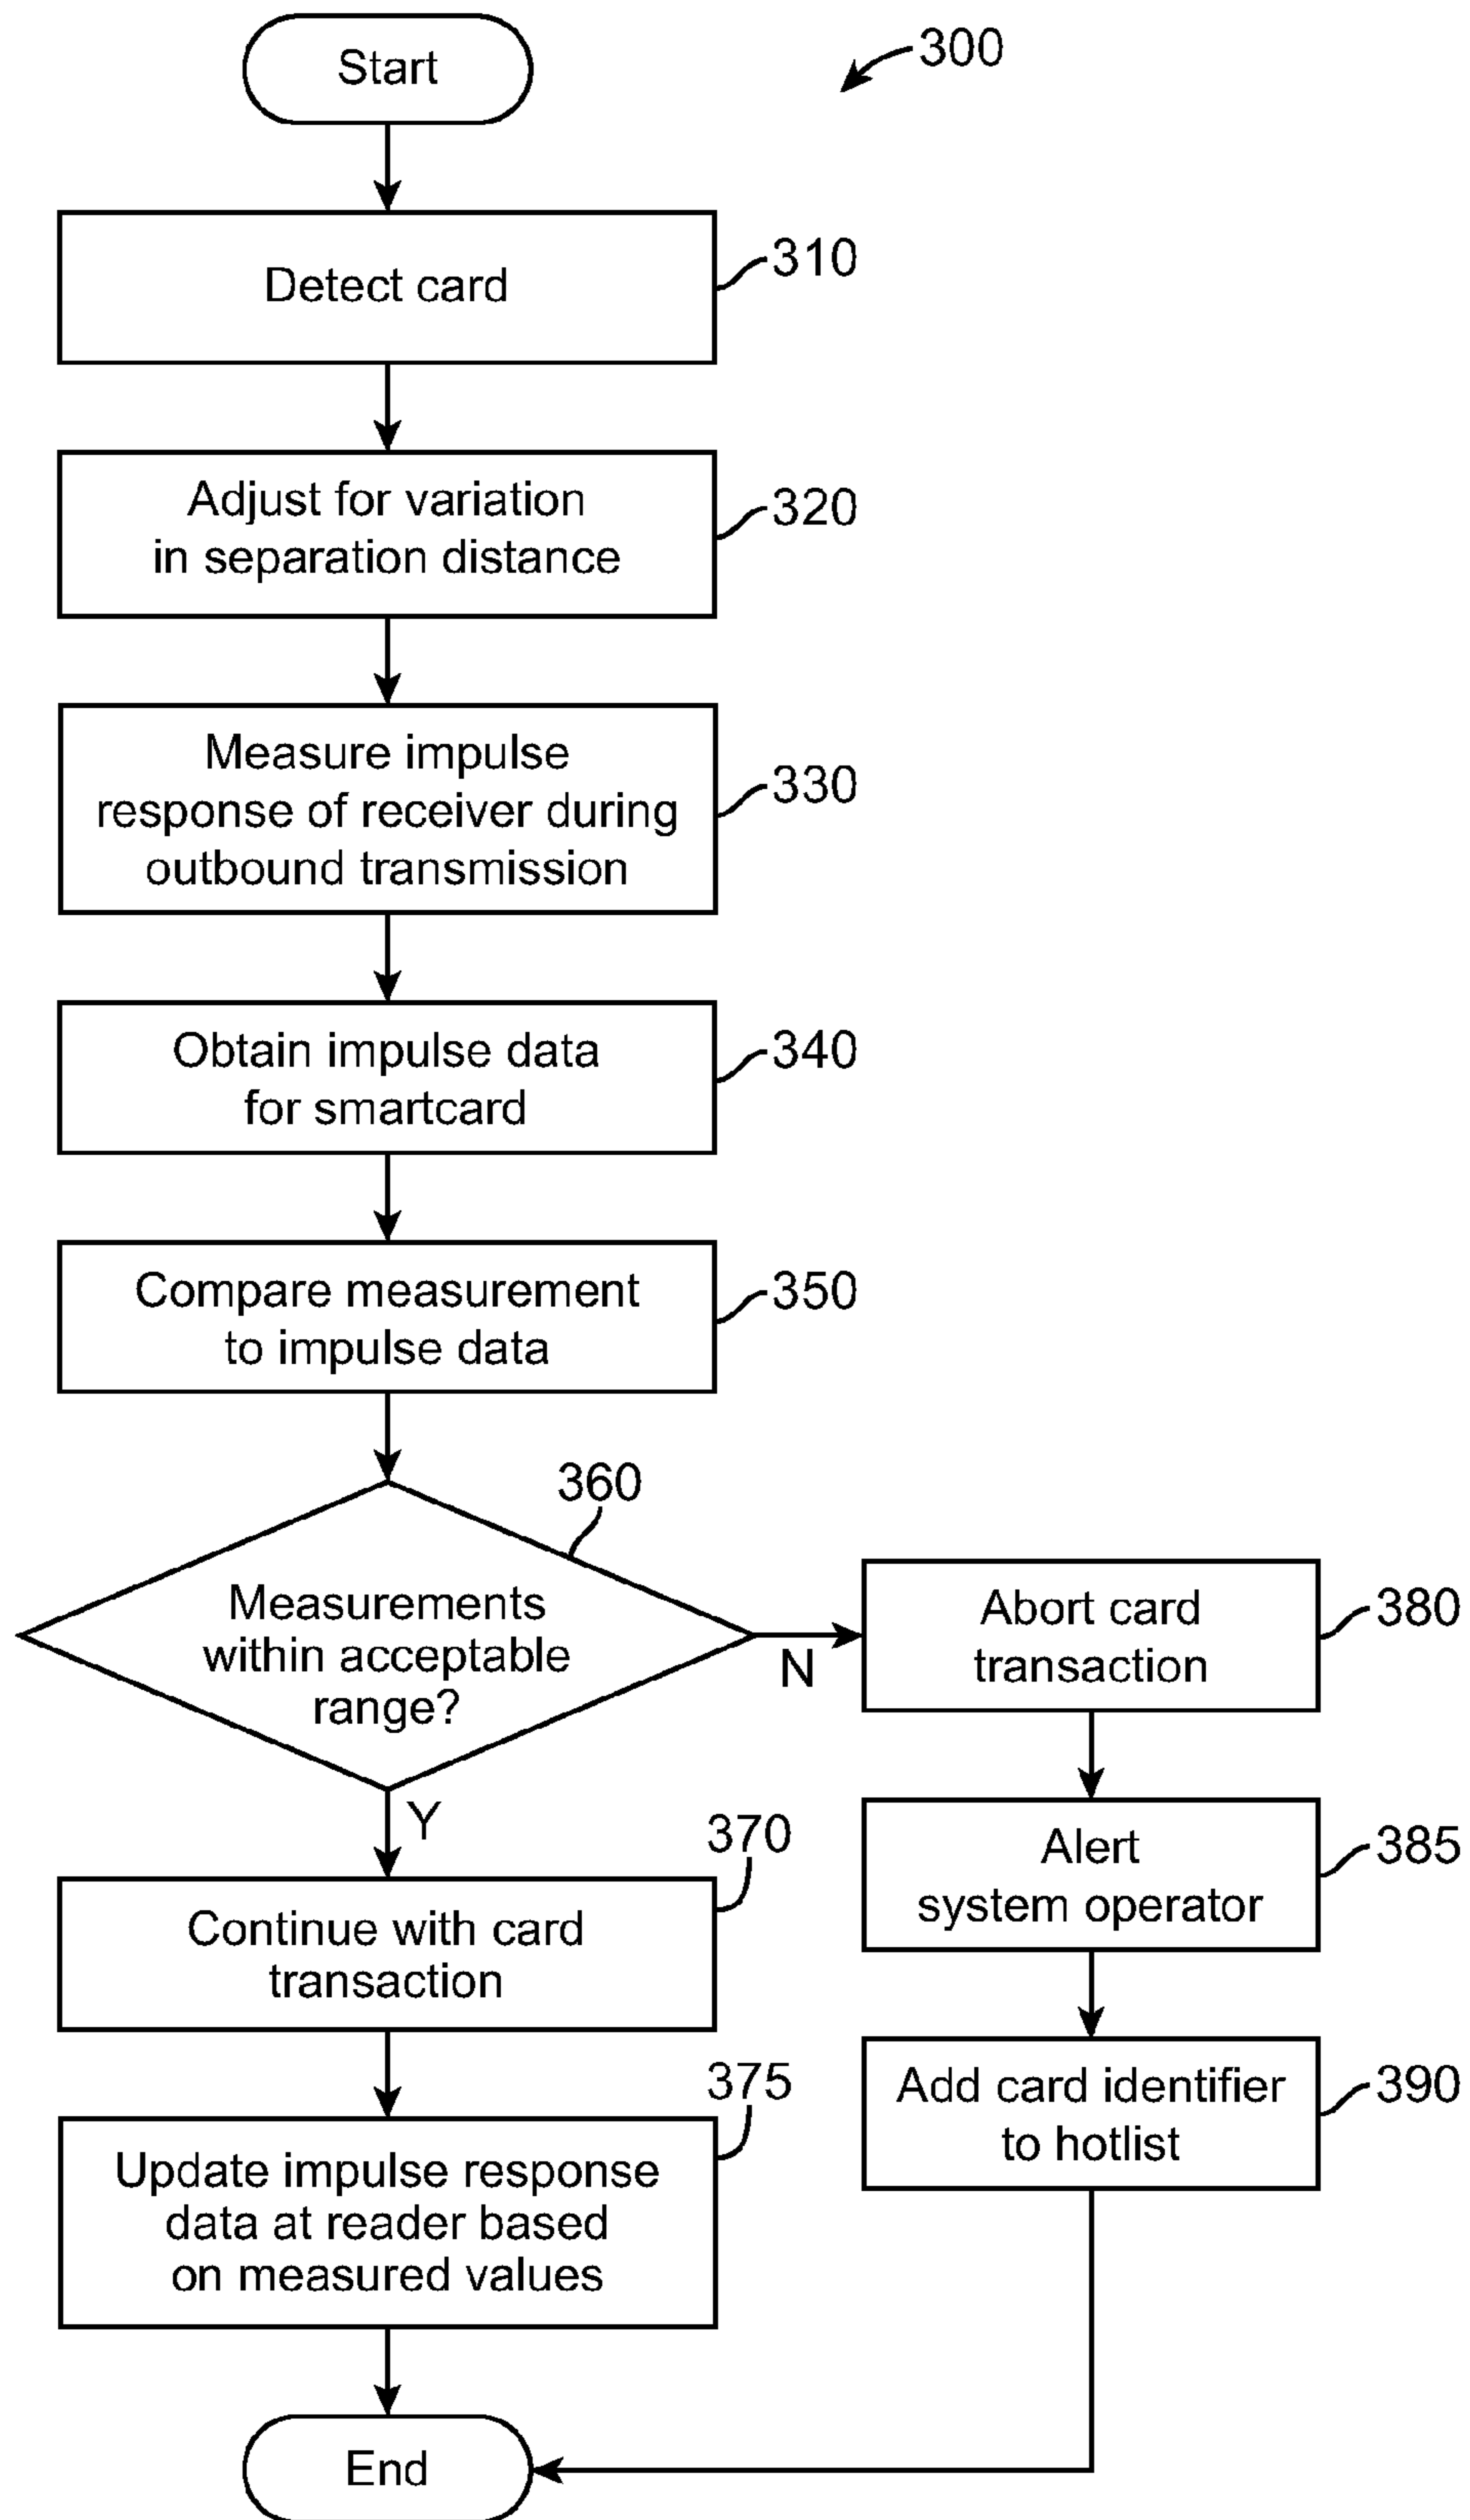 Start
300
Detect card
310
Adjust for variation
in separation distance
320
Measure impulse
response of receiver during
outbound transmission
330
Obtain impulse data
for smartcard
340
Compare measurement
to impulse data
350
360
Measurements
within acceptable
range?
N
Y
Abort card
transaction
380
370
Continue with card
transaction
Alert
system operator
385
375
Update impulse response
data at reader based
on measured values
Add card identifier
to hotlist
390
End